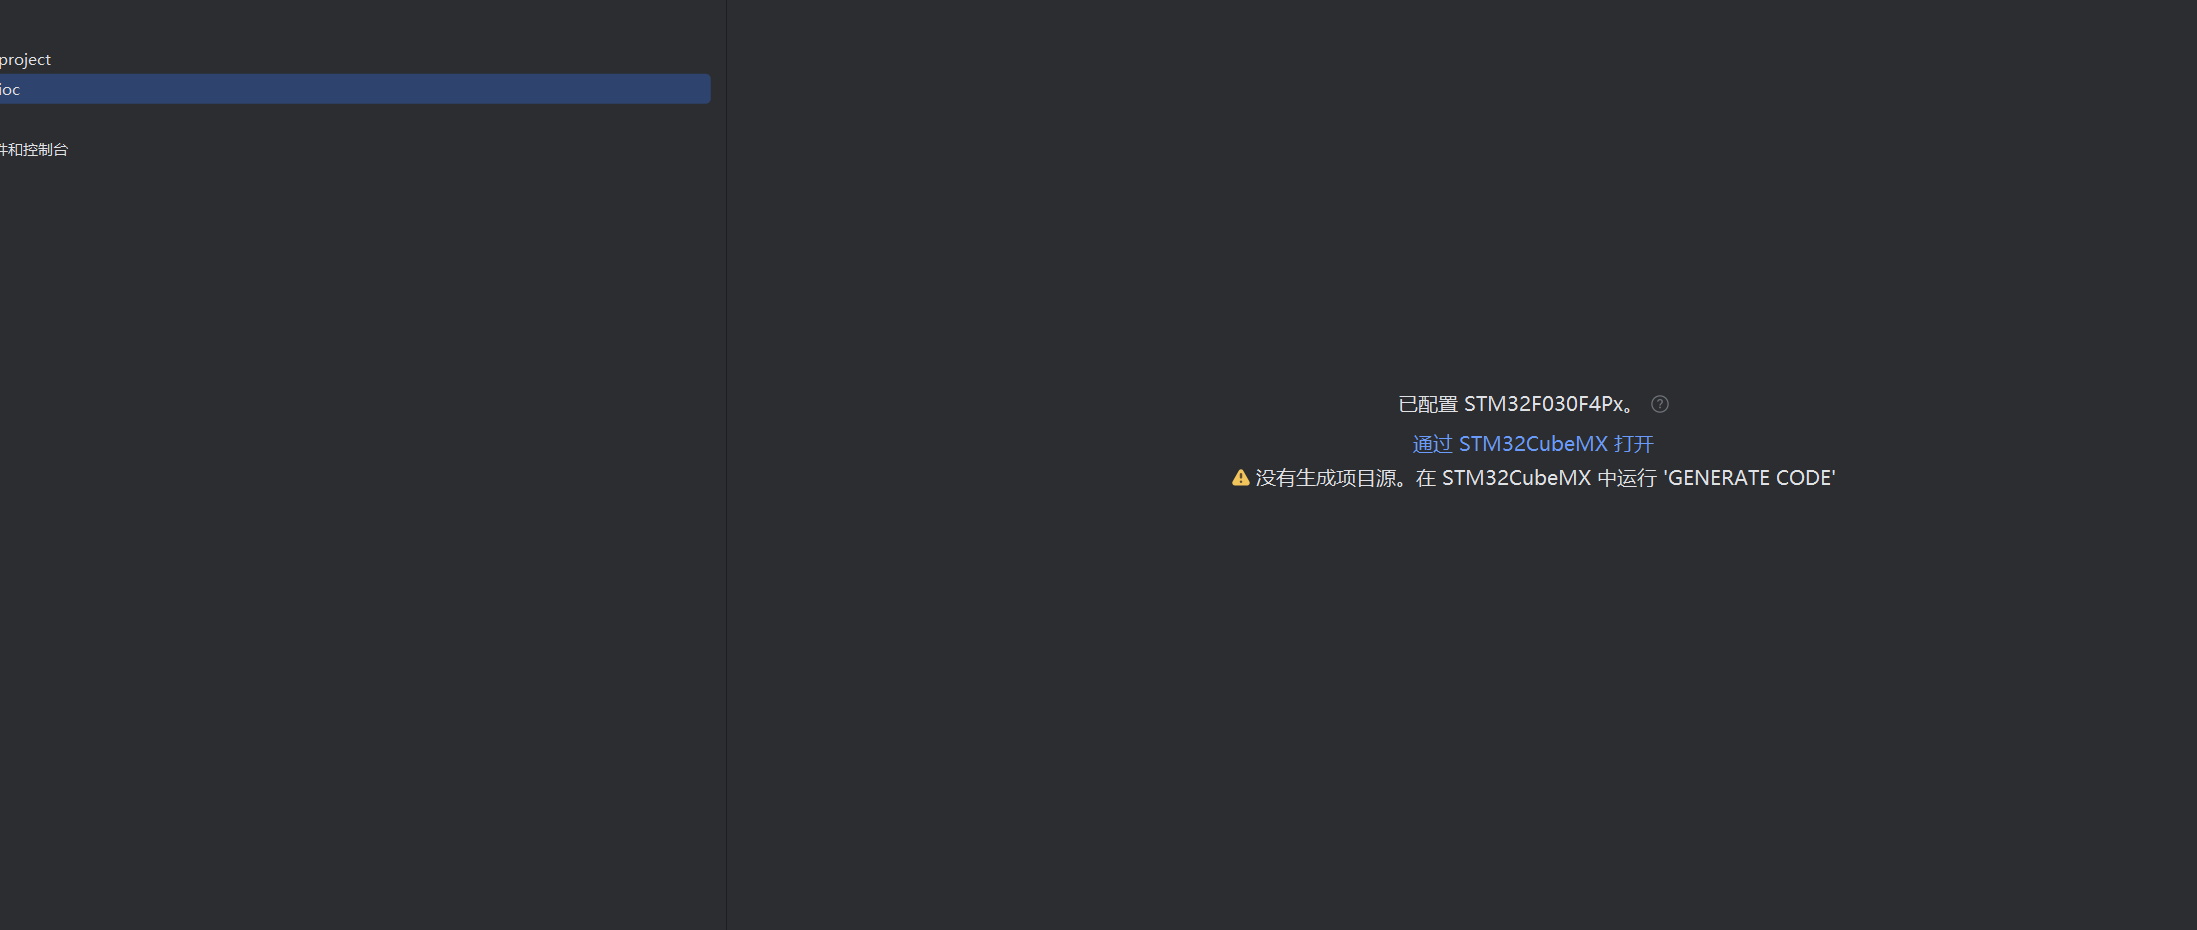 project
ioc
件和控制台
已配置 STM32F030F4Px。
通过 STM32CubeMX 打开
没有生成项目源。在 STM32CubeMX 中运行 'GENERATE CODE'